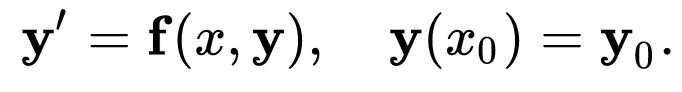 𝐲′ = 𝐟(x, 𝐲),  𝐲(x₀) = 𝐲₀.